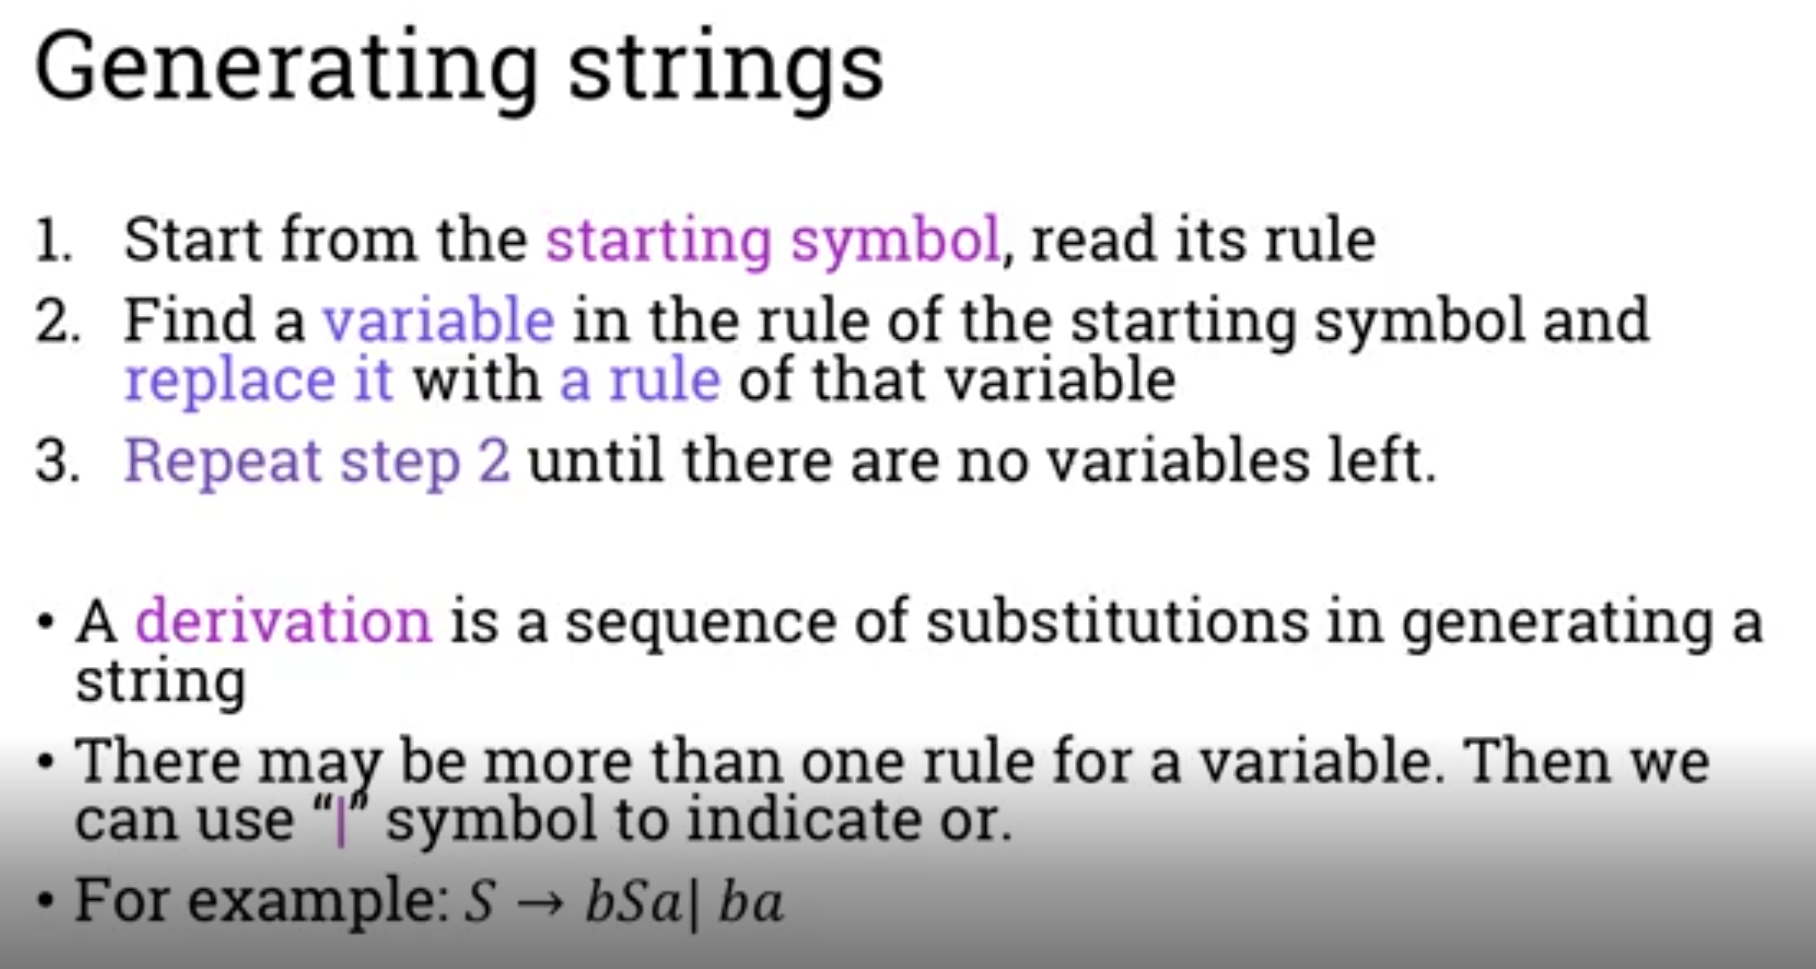 Generating strings
1. Start from the starting symbol, read its rule
2. Find a variable in the rule of the starting symbol and
replace it with a rule of that variable
3. Repeat step 2 until there are no variables left.
• A derivation is a sequence of substitutions in generating a
string
• There may be more than one rule for a variable. Then we
can use “|” symbol to indicate or.
• For example: S → bSa| ba